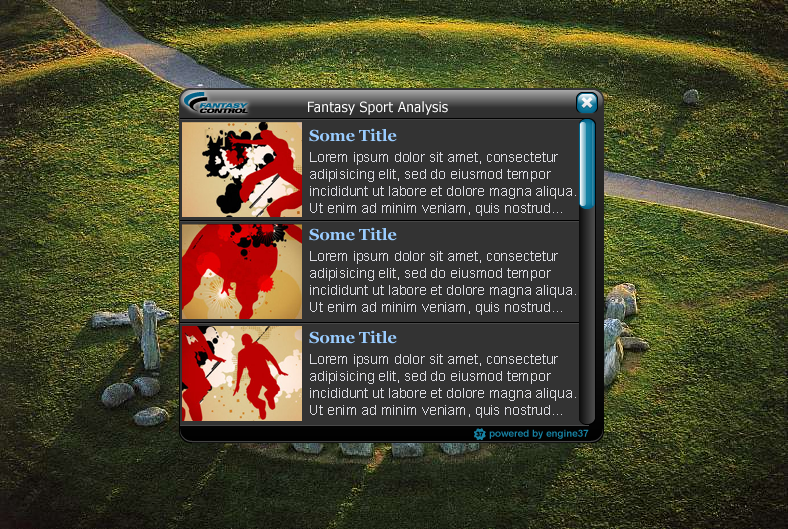 FANTASY
CONTROL
Fantasy Sport Analysis
Some Title
Lorem ipsum dolor sit amet, consectetur
adipisicing elit, sed do eiusmod tempor
incididunt ut labore et dolore magna aliqua.
Ut enim ad minim veniam, quis nostrud...
Some Title
Lorem ipsum dolor sit amet, consectetur
adipisicing elit, sed do eiusmod tempor
incididunt ut labore et dolore magna aliqua.
Ut enim ad minim veniam, quis nostrud...
Some Title
Lorem ipsum dolor sit amet, consectetur
adipisicing elit, sed do eiusmod tempor
incididunt ut labore et dolore magna aliqua.
Ut enim ad minim veniam, quis nostrud...
37 powered by engine37